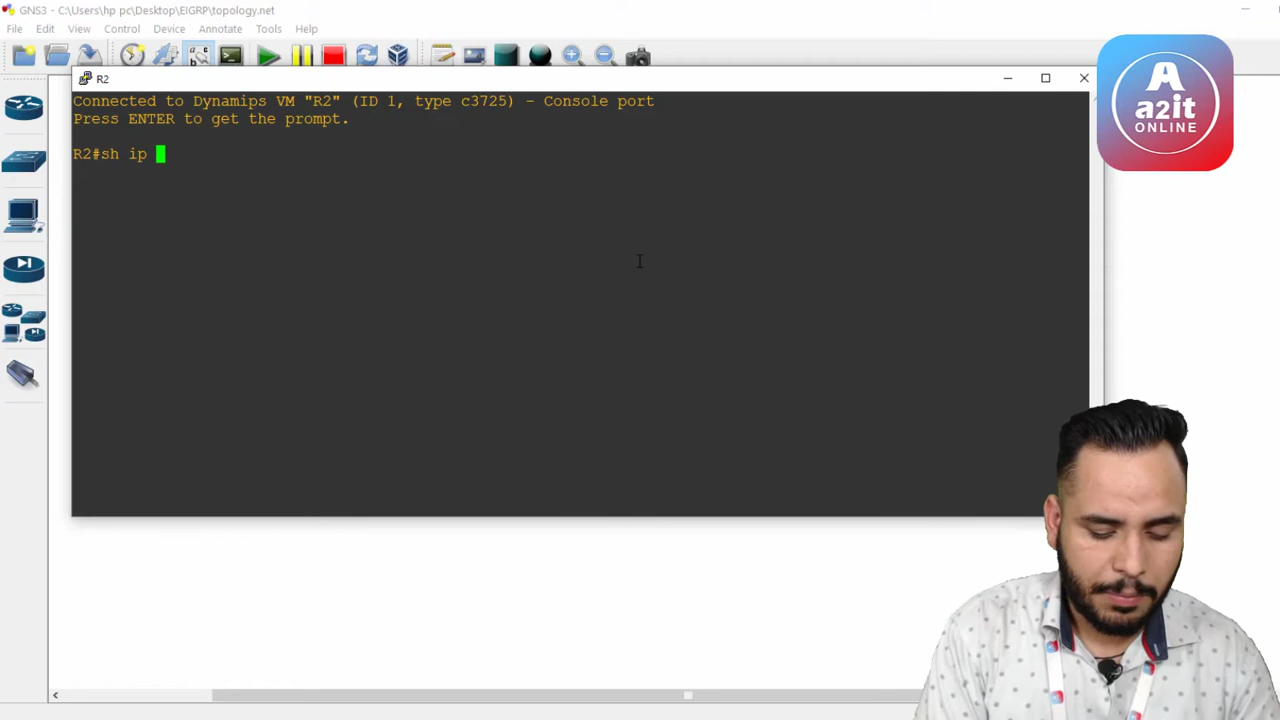 GNS3 - C:\Users\hp pc\Desktop\EIGRP\topology.net
File Edit View Control Device Annotate Tools Help
R2
Connected to Dynamips VM "R2" (ID 1, type c3725) - Console port
Press ENTER to get the prompt.
R2#sh ip
A
a2it
ONLINE